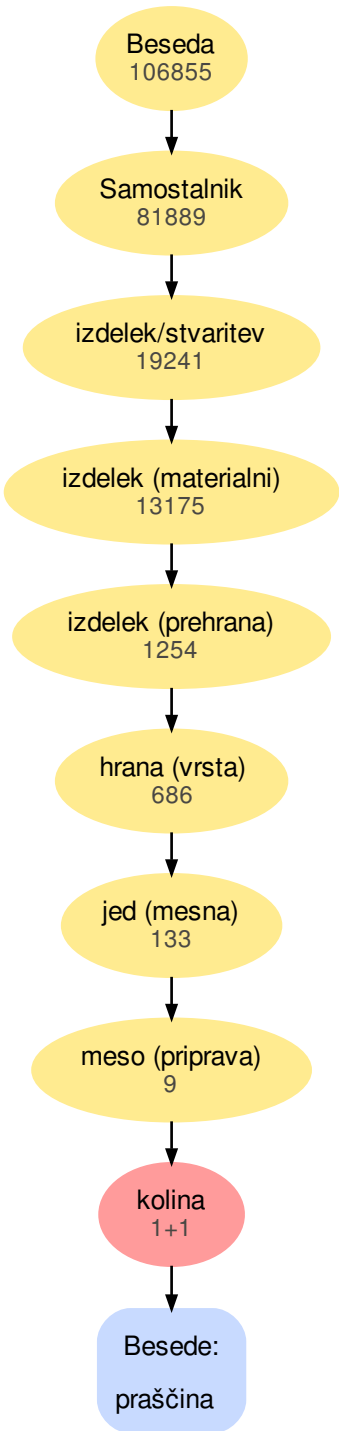 Beseda
106855
Samostalnik
81889
izdelek/stvaritev
19241
izdelek (materialni)
13175
izdelek (prehrana)
1254
hrana (vrsta)
686
jed (mesna)
133
meso (priprava)
9
kolina
1+1
Besede:
praščina